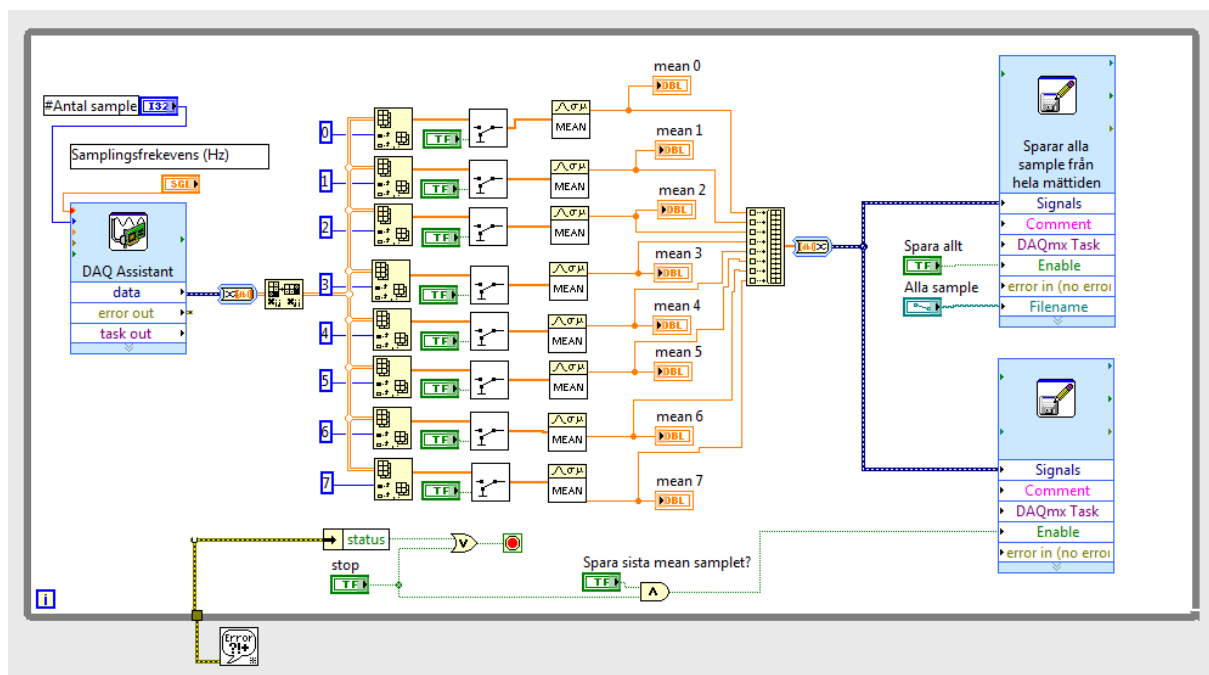 #Antal sample
I32
Samplingsfrekevens (Hz)
SGL
DAQ Assistant
data
error out
task out
0
TF
MEAN
mean 0
DBL
1
TF
MEAN
mean 1
DBL
2
TF
MEAN
mean 2
DBL
3
TF
MEAN
mean 3
DBL
4
TF
MEAN
mean 4
DBL
5
TF
MEAN
mean 5
DBL
6
TF
MEAN
mean 6
DBL
7
TF
MEAN
mean 7
DBL
Sparar alla
sample från
hela mättiden
Signals
Comment
DAQmx Task
Enable
error in (no erroi
Filename
Spara allt
TF
Alla sample
Signals
Comment
DAQmx Task
Enable
error in (no erroi
status
stop
TF
Spara sista mean samplet?
TF
i
Error
?!+